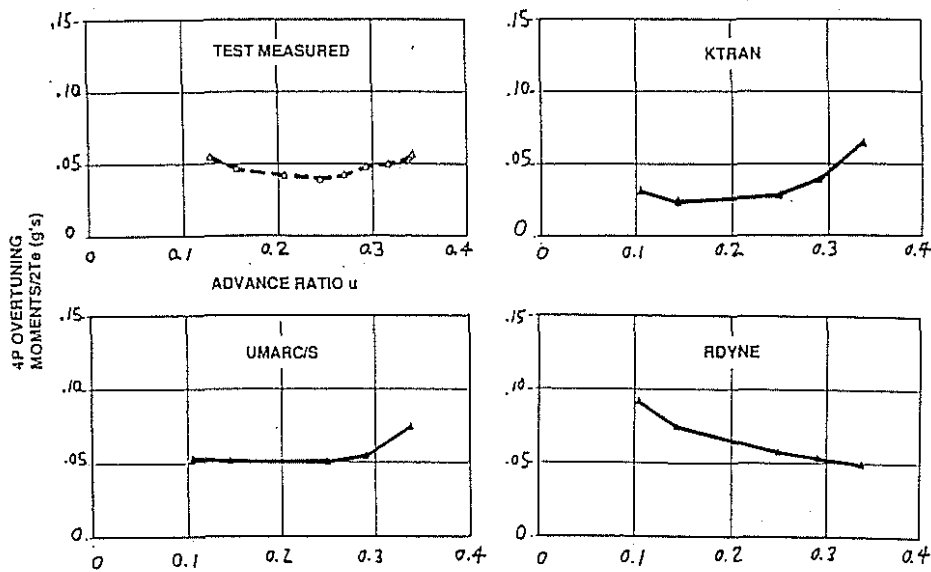 .15
TEST MEASURED
.10
.05
0
0 0.1 0.2 0.3 0.4
ADVANCE RATIO u
.15
KTRAN
.10
.05
0
0 0.1 0.2 0.3 0.4
4P OVERTUNING
MOMENTS/2Te (g's)
.15
UMARC/S
.10
.05
0.
0 0.1 0.2 0.3 0.4
.15
RDYNE
.10
.05
0.
0 0.1 0.2 0.3 0.4